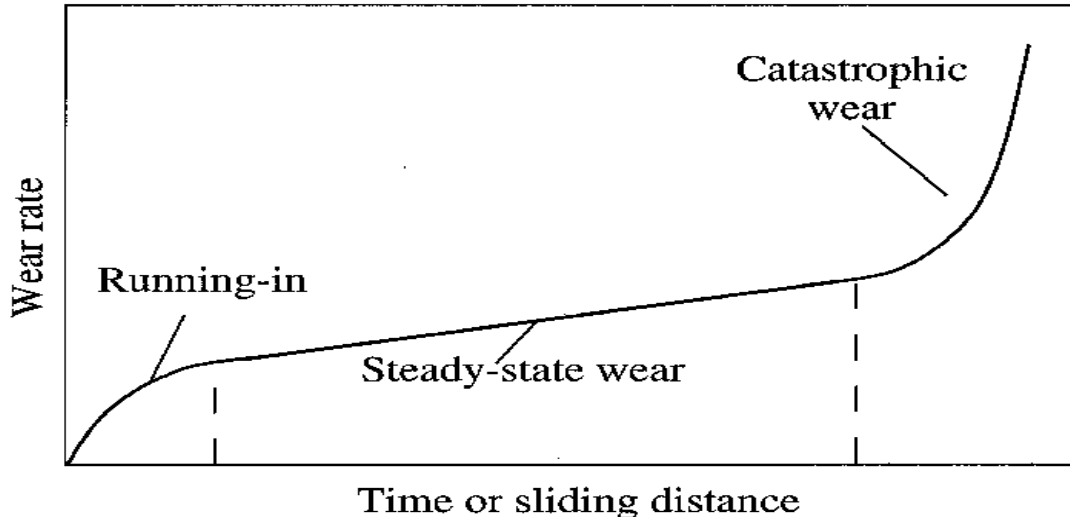 Catastrophic
wear
Wear rate
Running-in
Steady-state wear
Time or sliding distance